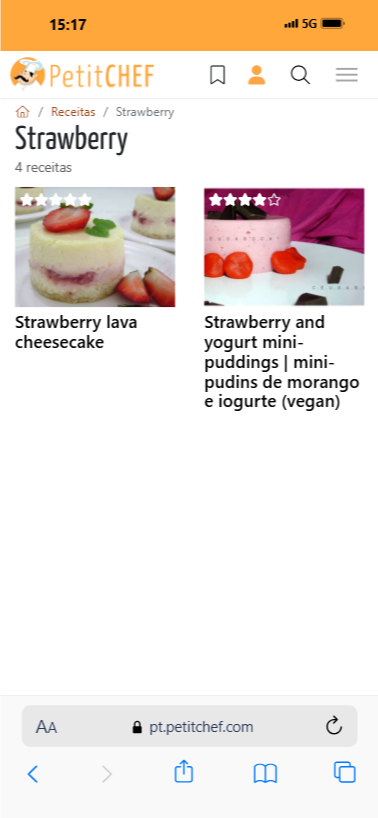 15:17
5G
PetitCHEF
/ Receitas / Strawberry
Strawberry
4 receitas
Strawberry lava
cheesecake
Strawberry and
yogurt mini-
puddings | mini-
pudins de morango
e iogurte (vegan)
AA
pt.petitchef.com